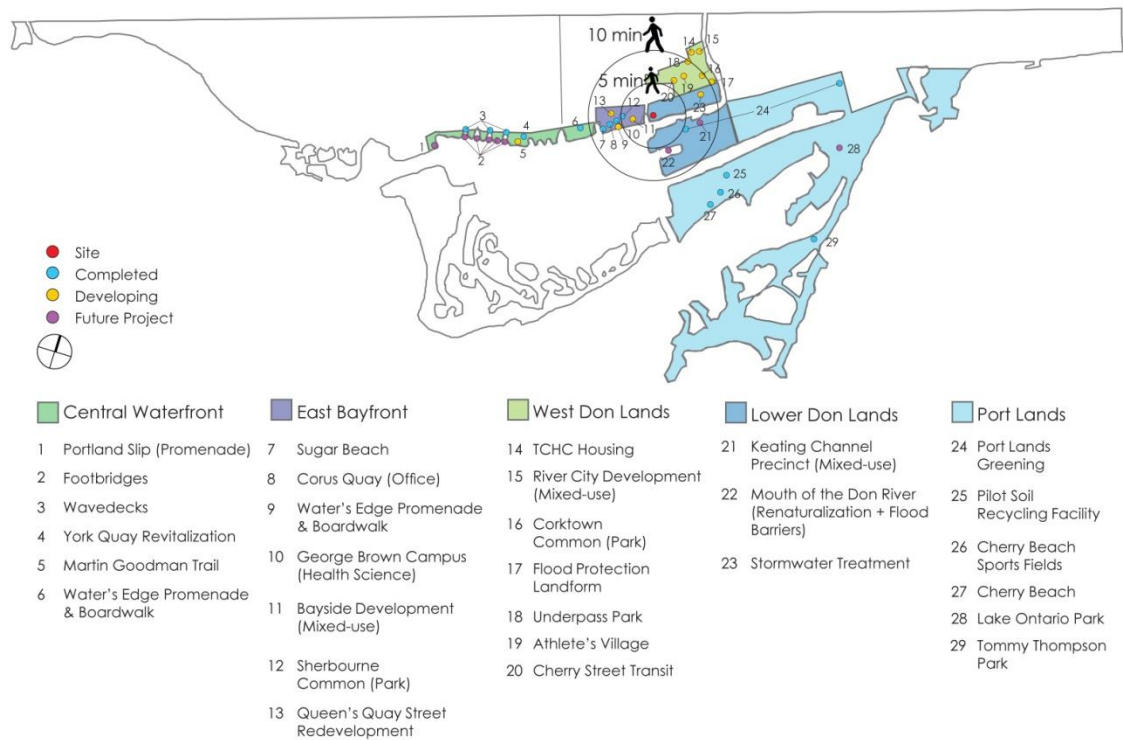 10 min
5 min
14
15
18
16
17
20
19
13
12
23
24
3
4
6
11
21
10
1
5
7
8
9
2
22
28
25
26
27
29
Site
Completed
Developing
Future Project
Central Waterfront
1 Portland Slip (Promenade)
2 Footbridges
3 Wavedecks
4 York Quay Revitalization
5 Martin Goodman Trail
6 Water's Edge Promenade
& Boardwalk
East Bayfront
7 Sugar Beach
8 Corus Quay (Office)
9 Water's Edge Promenade
& Boardwalk
10 George Brown Campus
(Health Science)
11 Bayside Development
(Mixed-use)
12 Sherbourne
Common (Park)
13 Queen's Quay Street
Redevelopment
West Don Lands
14 TCHC Housing
15 River City Development
(Mixed-use)
16 Corktown
Common (Park)
17 Flood Protection
Landform
18 Underpass Park
19 Athlete's Village
20 Cherry Street Transit
Lower Don Lands
21 Keating Channel
Precinct (Mixed-use)
22 Mouth of the Don River
(Renaturalization + Flood
Barriers)
23 Stormwater Treatment
Port Lands
24 Port Lands
Greening
25 Pilot Soil
Recycling Facility
26 Cherry Beach
Sports Fields
27 Cherry Beach
28 Lake Ontario Park
29 Tommy Thompson
Park